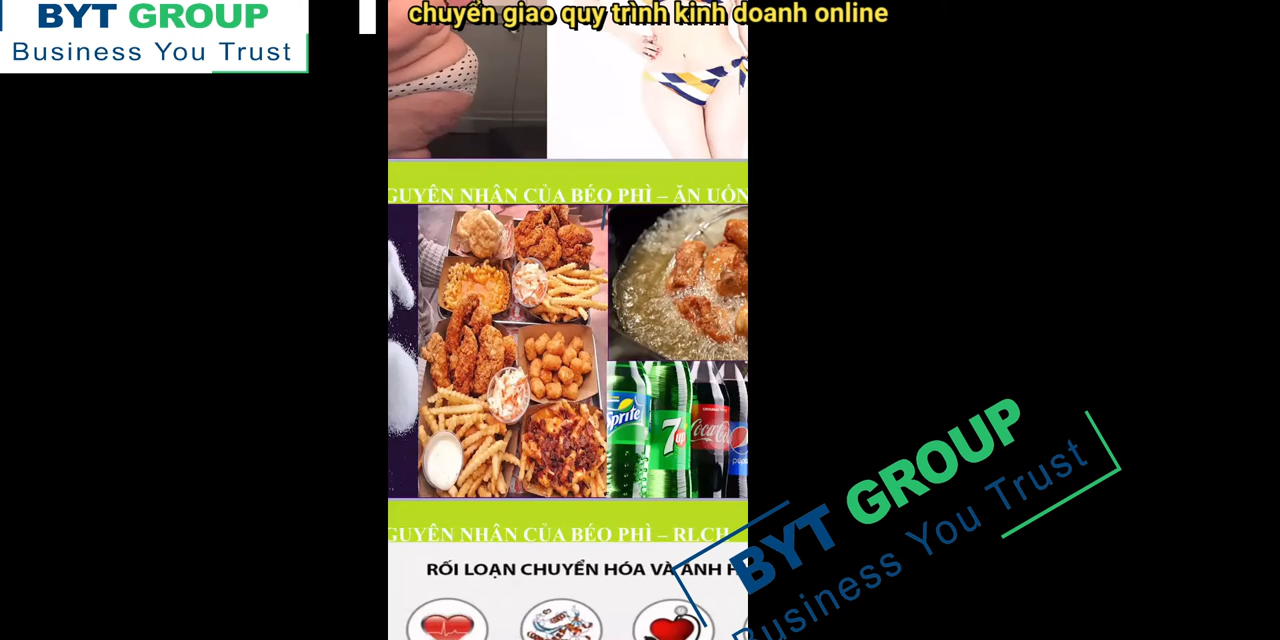 BYT GROUP
Business You Trust
chuyển giao quy trình kinh doanh online
GUYÊN NHÂN CỦA BÉO PHÌ – ĂN UỐN
Sprite
7up
Coca-Cola
pepsi
GUYÊN NHÂN CỦA BÉO PHÌ – RLCH
RỐI LOẠN CHUYỂN HÓA VÀ ẢNH H
BYT GROUP
Business You Trust